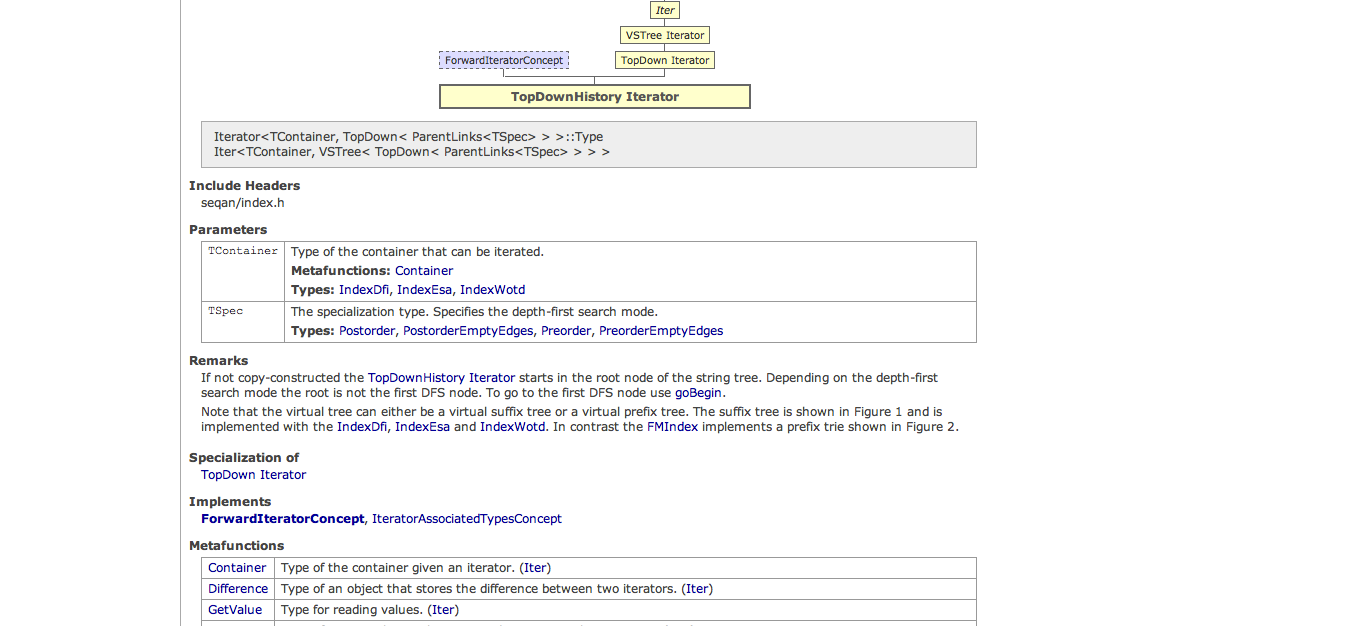 Iter
VSTree Iterator
ForwardIteratorConcept
TopDown Iterator
TopDownHistory Iterator
Iterator<TContainer, TopDown< ParentLinks<TSpec> > >::Type
Iter<TContainer, VSTree< TopDown< ParentLinks<TSpec> > > >
Include Headers
seqan/index.h
Parameters
TContainer Type of the container that can be iterated.
Metafunctions: Container
Types: IndexDfi, IndexEsa, IndexWotd
TSpec The specialization type. Specifies the depth-first search mode.
Types: Postorder, PostorderEmptyEdges, Preorder, PreorderEmptyEdges
Remarks
If not copy-constructed the TopDownHistory Iterator starts in the root node of the string tree. Depending on the depth-first
search mode the root is not the first DFS node. To go to the first DFS node use goBegin.
Note that the virtual tree can either be a virtual suffix tree or a virtual prefix tree. The suffix tree is shown in Figure 1 and is
implemented with the IndexDfi, IndexEsa and IndexWotd. In contrast the FMIndex implements a prefix trie shown in Figure 2.
Specialization of
TopDown Iterator
Implements
ForwardIteratorConcept, IteratorAssociatedTypesConcept
Metafunctions
Container Type of the container given an iterator. (Iter)
Difference Type of an object that stores the difference between two iterators. (Iter)
GetValue Type for reading values. (Iter)